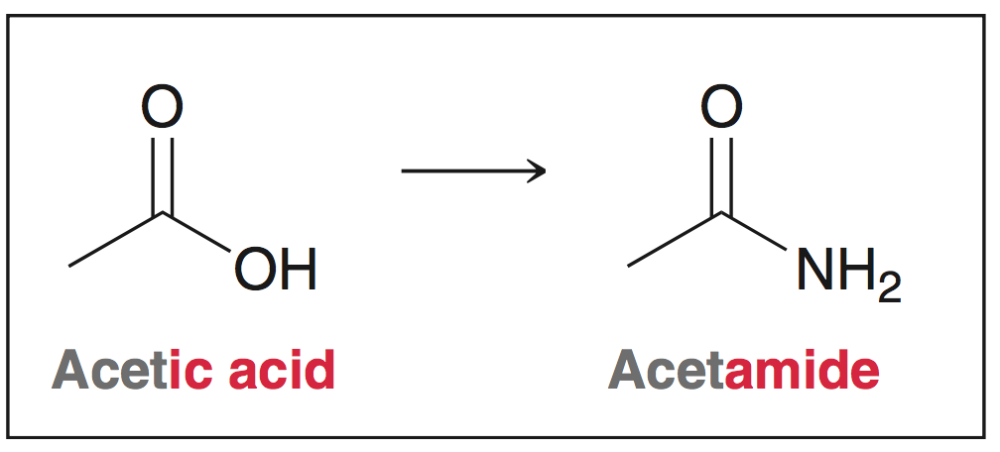 O O
OH NH₂
Acetic acid Acetamide